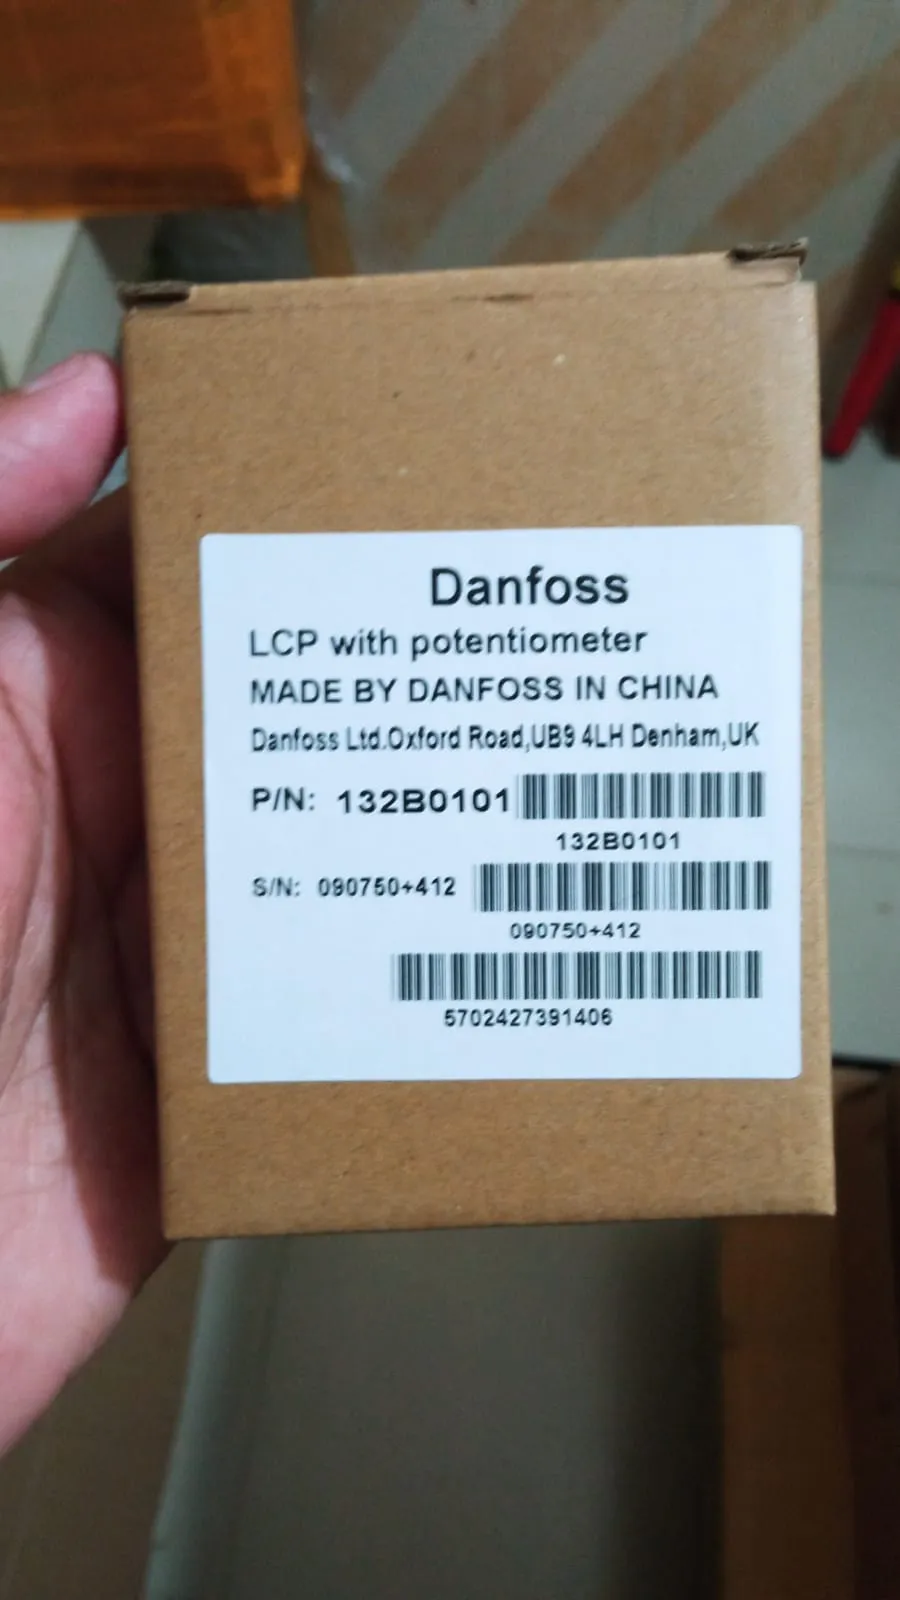 Danfoss
LCP with potentiometer
MADE BY DANFOSS IN CHINA
Danfoss Ltd.Oxford Road,UB9 4LH Denham,UK
P/N: 132B0101
132B0101
S/N: 090750+412
090750+412
5702427391406